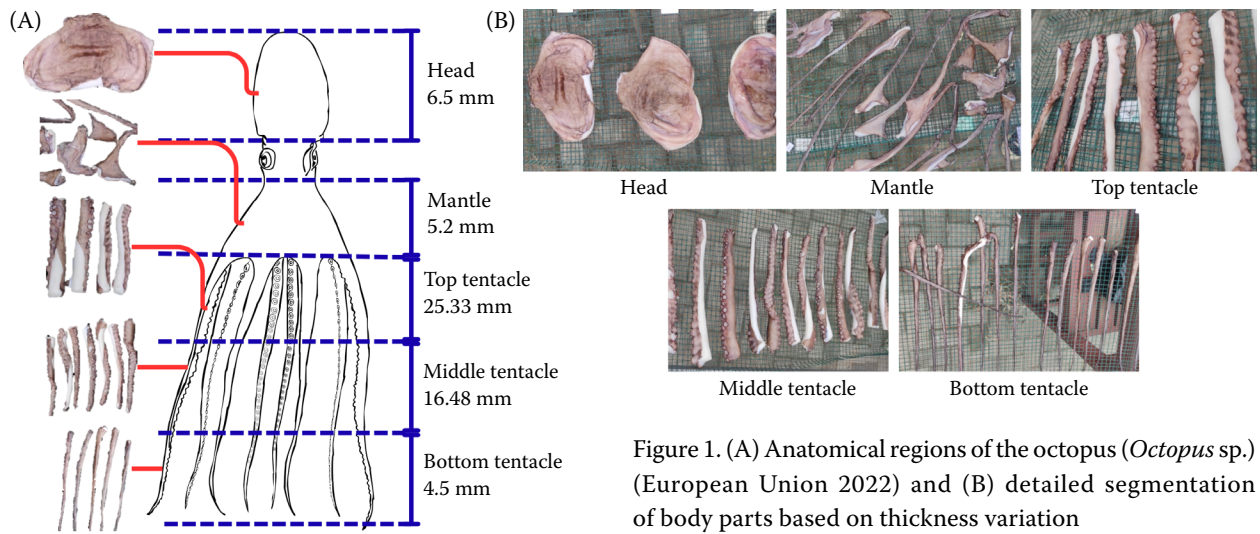 (A)
Head
6.5 mm
Mantle
5.2 mm
Top tentacle
25.33 mm
Middle tentacle
16.48 mm
Bottom tentacle
4.5 mm
(B)
Head
Mantle
Top tentacle
Middle tentacle
Bottom tentacle
Figure 1. (A) Anatomical regions of the octopus (Octopus sp.)
(European Union 2022) and (B) detailed segmentation
of body parts based on thickness variation